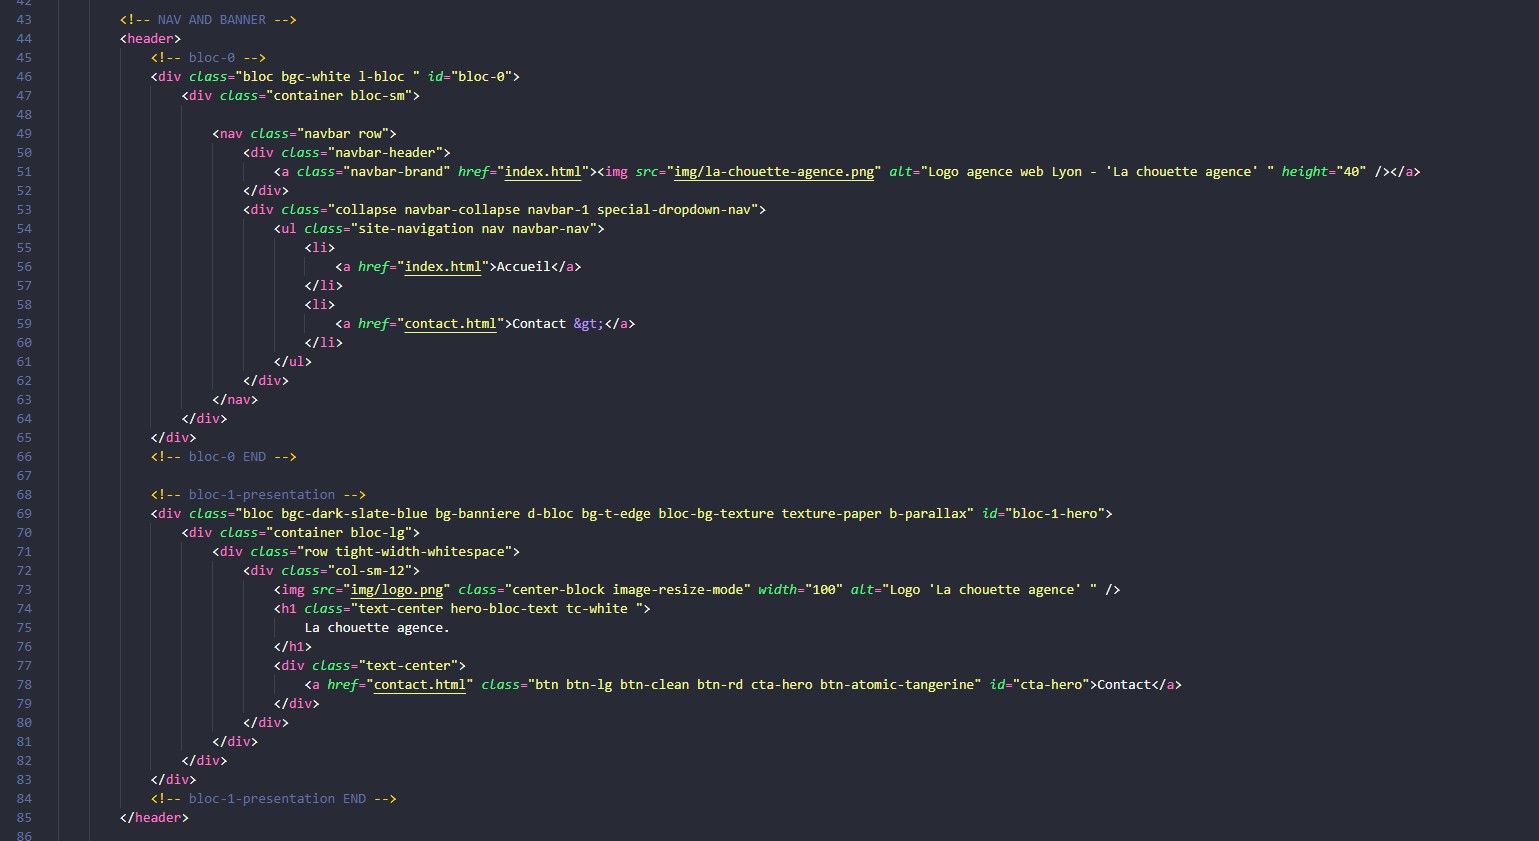 42
43 <!-- NAV AND BANNER -->
44 <header>
45 <!-- bloc-0 -->
46 <div class="bloc bgc-white l-bloc " id="bloc-0">
47 <div class="container bloc-sm">
48
49 <nav class="navbar row">
50 <div class="navbar-header">
51 <a class="navbar-brand" href="index.html"><img src="img/la-chouette-agence.png" alt="Logo agence web Lyon - 'La chouette agence' " height="40" /></a>
52 </div>
53 <div class="collapse navbar-collapse navbar-1 special-dropdown-nav">
54 <ul class="site-navigation nav navbar-nav">
55 <li>
56 <a href="index.html">Accueil</a>
57 </li>
58 <li>
59 <a href="contact.html">Contact &gt;</a>
60 </li>
61 </ul>
62 </div>
63 </nav>
64 </div>
65 </div>
66 <!-- bloc-0 END -->
67
68 <!-- bloc-1-presentation -->
69 <div class="bloc bgc-dark-slate-blue bg-banniere d-bloc bg-t-edge bloc-bg-texture texture-paper b-parallax" id="bloc-1-hero">
70 <div class="container bloc-lg">
71 <div class="row tight-width-whitespace">
72 <div class="col-sm-12">
73 <img src="img/logo.png" class="center-block image-resize-mode" width="100" alt="Logo 'La chouette agence' " />
74 <h1 class="text-center hero-bloc-text tc-white ">
75 La chouette agence.
76 </h1>
77 <div class="text-center">
78 <a href="contact.html" class="btn btn-lg btn-clean btn-rd cta-hero btn-atomic-tangerine" id="cta-hero">Contact</a>
79 </div>
80 </div>
81 </div>
82 </div>
83 </div>
84 <!-- bloc-1-presentation END -->
85 </header>
86